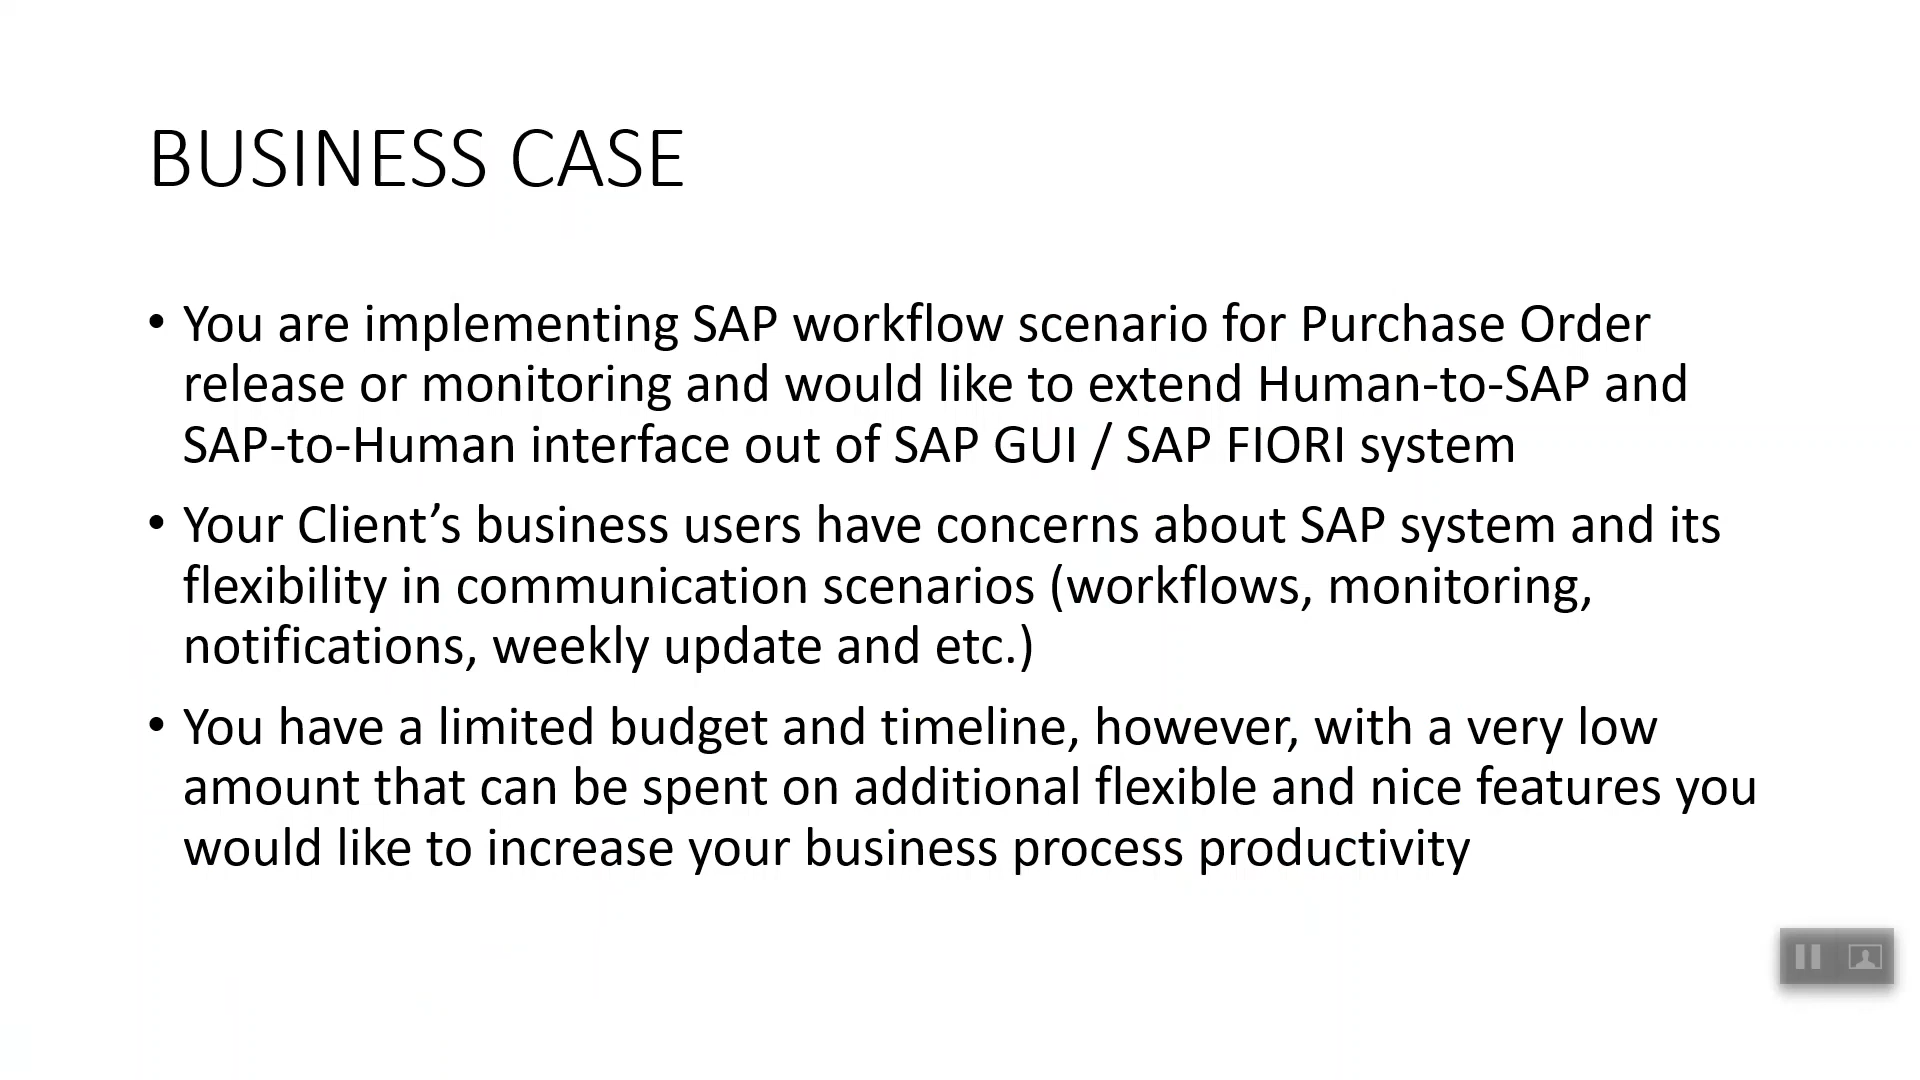 BUSINESS CASE
• You are implementing SAP workflow scenario for Purchase Order
release or monitoring and would like to extend Human-to-SAP and
SAP-to-Human interface out of SAP GUI / SAP FIORI system
• Your Client’s business users have concerns about SAP system and its
flexibility in communication scenarios (workflows, monitoring,
notifications, weekly update and etc.)
• You have a limited budget and timeline, however, with a very low
amount that can be spent on additional flexible and nice features you
would like to increase your business process productivity